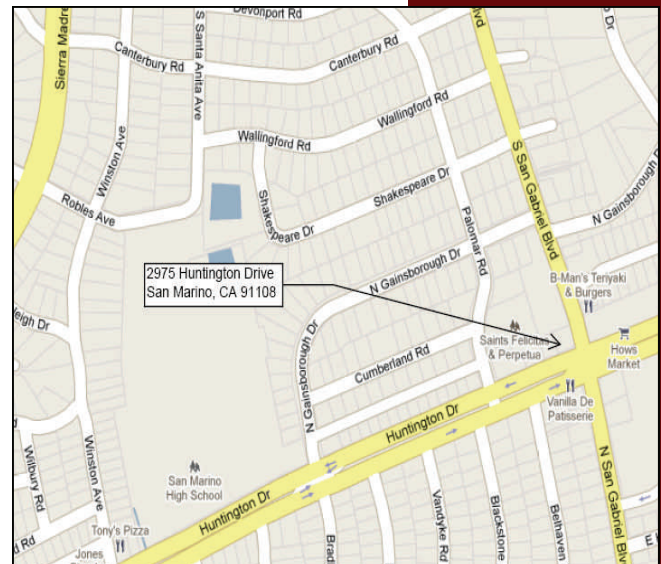 Devonport Rd
Blvd
Sierra Madre
Canterbury Rd
Canterbury Rd
S Santa Anita Ave
Winston Ave
Wallingford Rd
Wallingford Rd
S San Gabriel Blvd
Robles Ave
Shakespeare Dr
Shakespeare Dr
Palomar Rd
N Gainsborough
N Gainsborough Dr
2975 Huntington Drive
San Marino, CA 91108
B-Man's Teriyaki
& Burgers
N Gainsborough Dr
Saints Felicitas
& Perpetua
Hows
Market
Cumberland Rd
Huntington Dr
Vanilla De
Patisserie
San Marino
High School
Huntington Dr
Wilbury Rd
Winston Ave
Tony's Pizza
Jones
Vandyke Rd
Blackstone
Belhaven
N San Gabriel Blvd